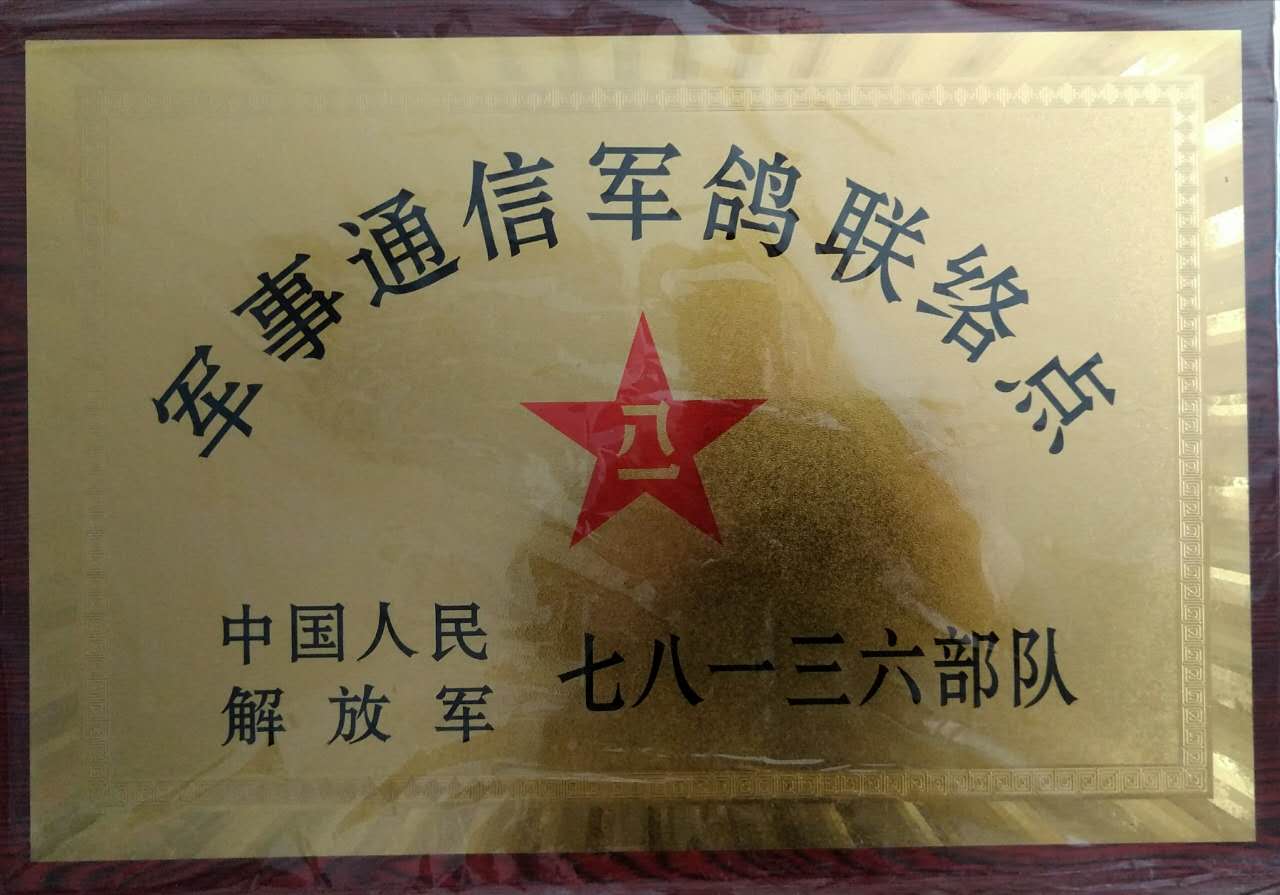 军事通信军鸽联络点
八一
中国人民
解放军
七八一三六部队